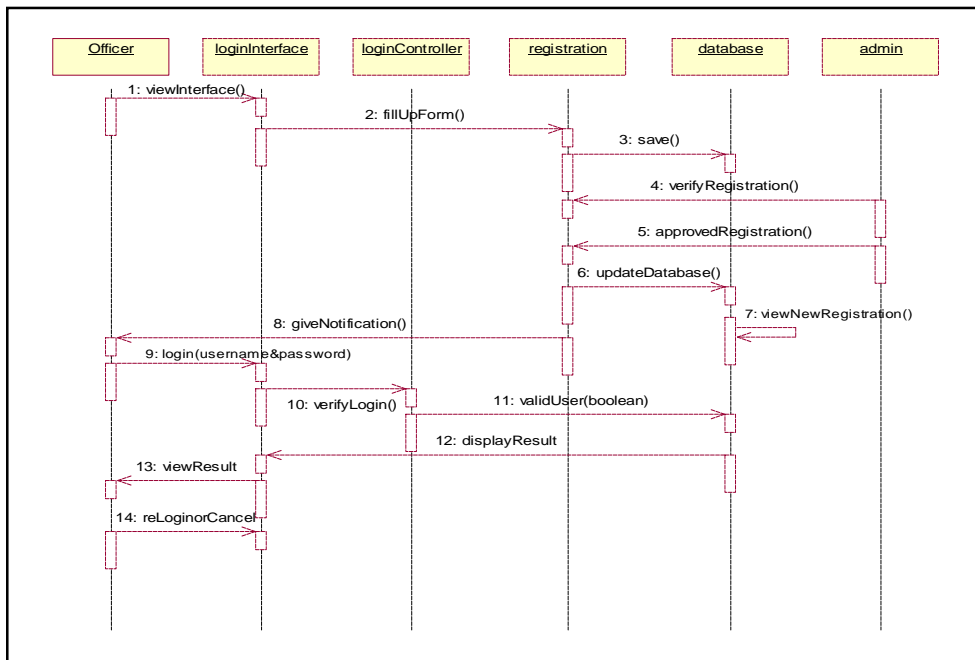 Officer
loginInterface
loginController
registration
database
admin
1: viewInterface()
2: fillUpForm()
3: save()
4: verifyRegistration()
5: approvedRegistration()
6: updateDatabase()
7: viewNewRegistration()
8: giveNotification()
9: login(username&password)
10: verifyLogin()
11: validUser(boolean)
12: displayResult
13: viewResult
14: reLoginorCancel